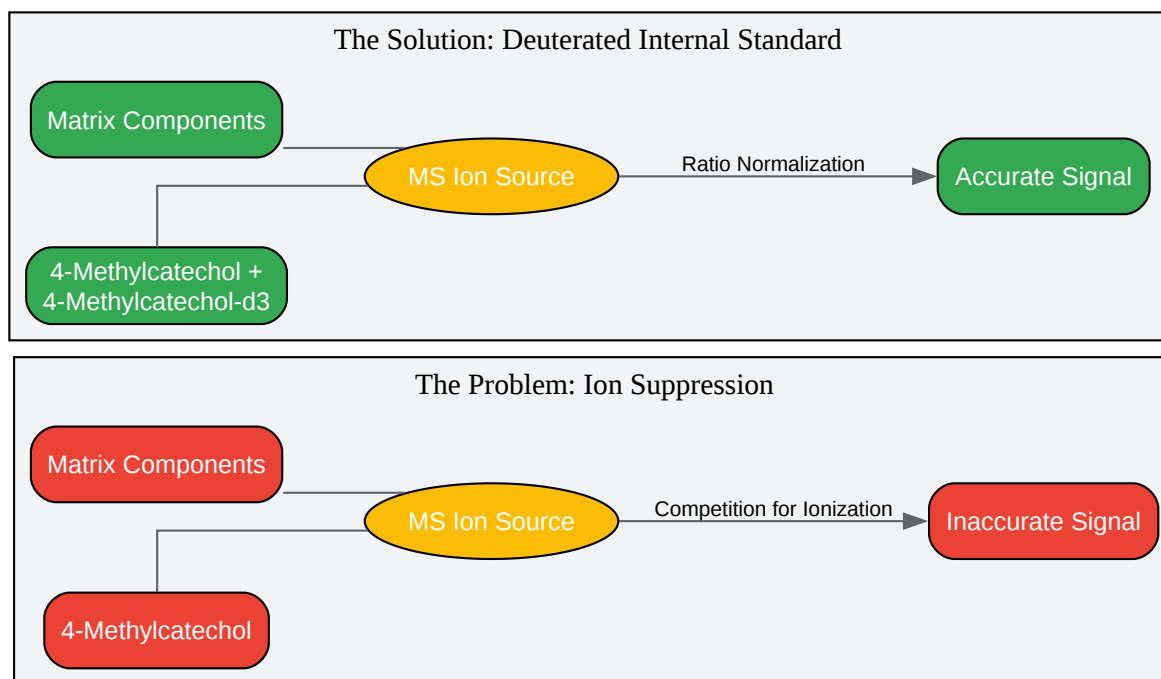 The Solution: Deuterated Internal Standard
Matrix Components
MS Ion Source
Ratio Normalization
Accurate Signal
4-Methylcatechol +
4-Methylcatechol-d3
The Problem: Ion Suppression
Matrix Components
MS Ion Source
Competition for Ionization
Inaccurate Signal
4-Methylcatechol